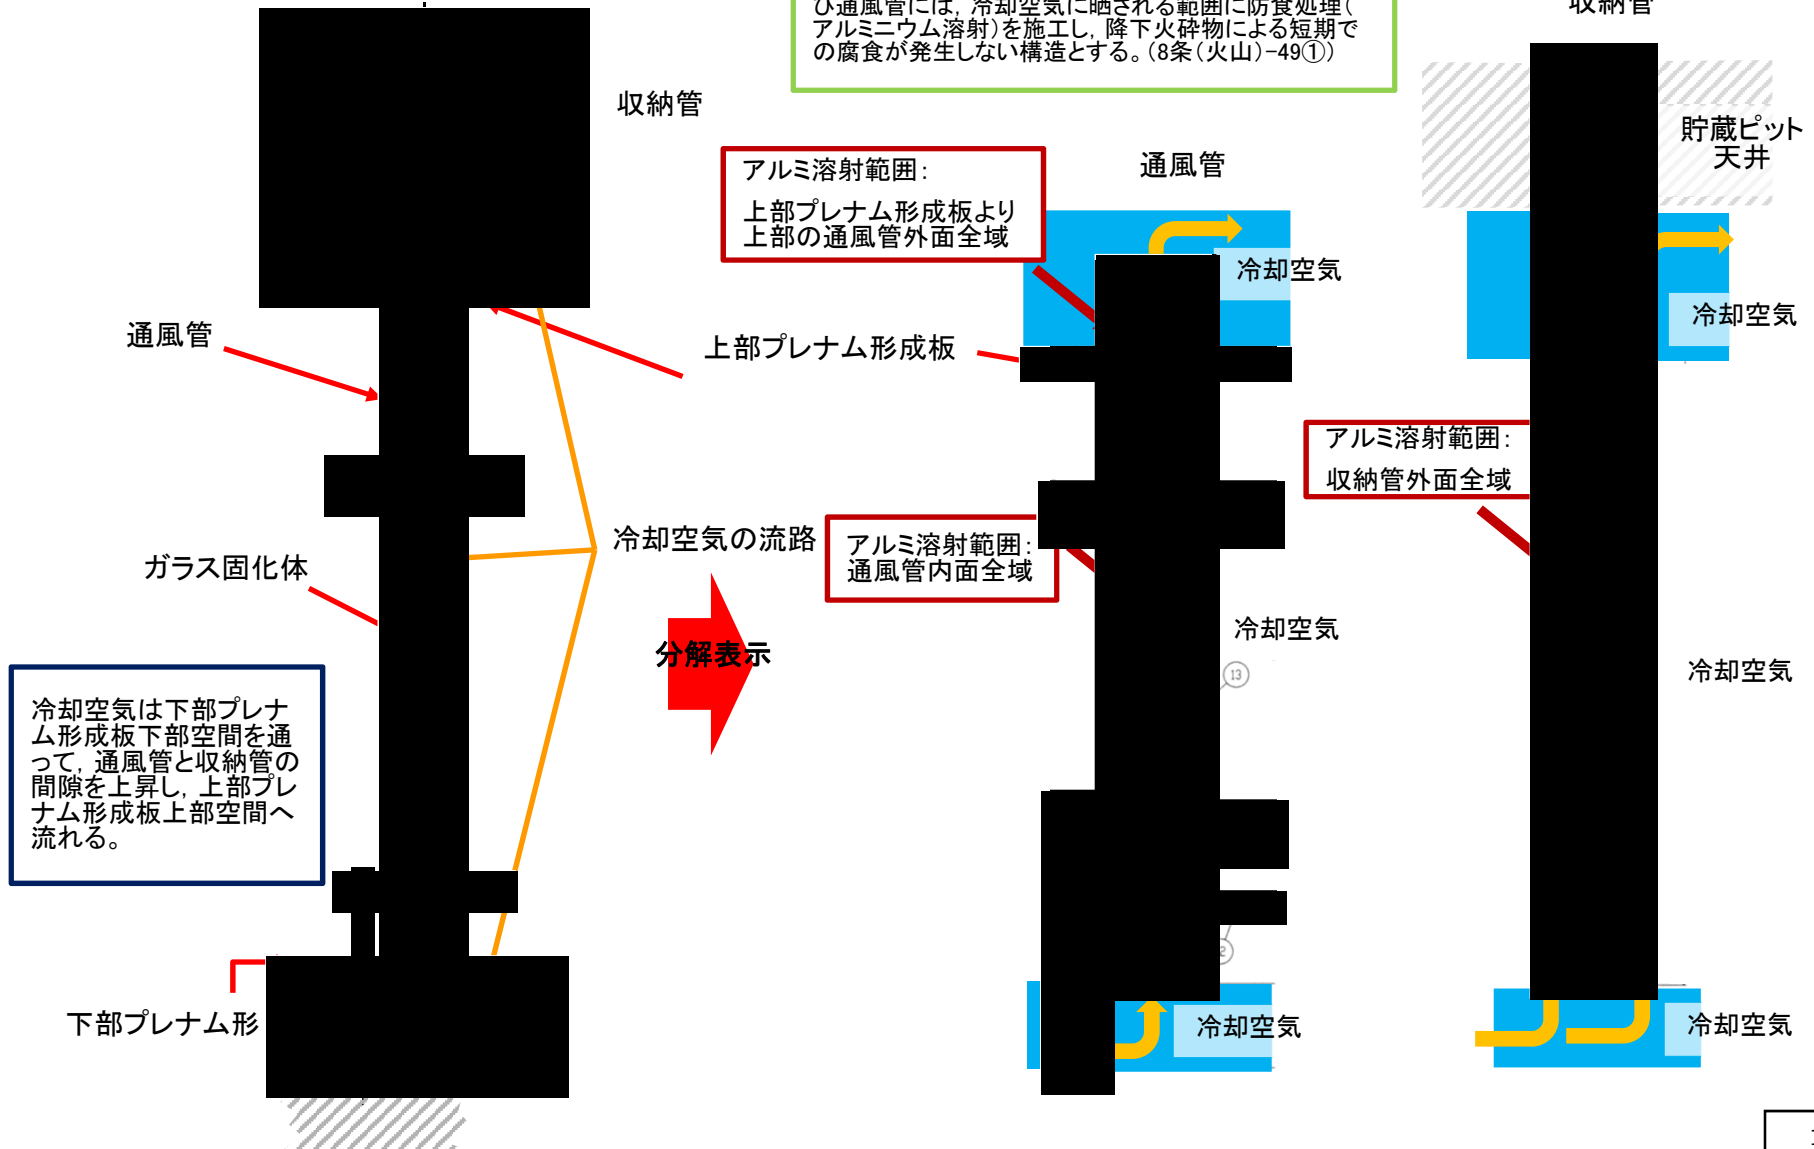 び通風管には，冷却空気に晒される範囲に防食処理(
アルミニウム溶射)を施工し，降下火砕物による短期で
の腐食が発生しない構造とする。(8条(火山)-49①)
収納管
収納管
貯蔵ピット
天井
アルミ溶射範囲：
上部プレナム形成板より
上部の通風管外面全域
通風管
冷却空気
冷却空気
通風管
上部プレナム形成板
アルミ溶射範囲：
収納管外面全域
冷却空気の流路
アルミ溶射範囲：
通風管内面全域
ガラス固化体
冷却空気
分解表示
13
冷却空気
冷却空気は下部プレナ
ム形成板下部空間を通
って，通風管と収納管の
間隙を上昇し，上部プレ
ナム形成板上部空間へ
流れる。
下部プレナム形
冷却空気
冷却空気